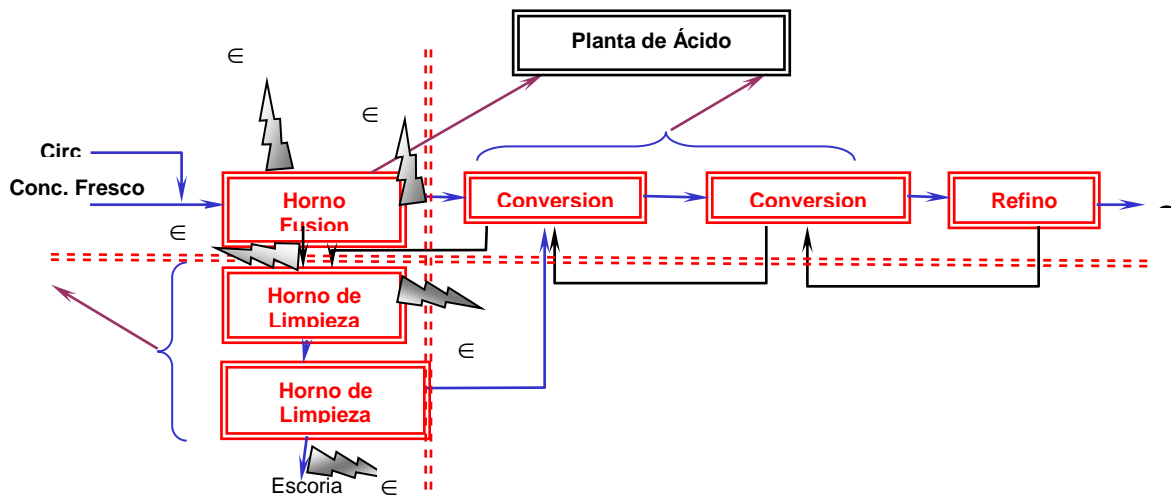 Planta de Ácido
∈
∈
Circ
Conc. Fresco
Horno
Fusion
Conversion
Conversion
Refino
∈
Horno de
Limpieza
∈
Horno de
Limpieza
Escoria
∈